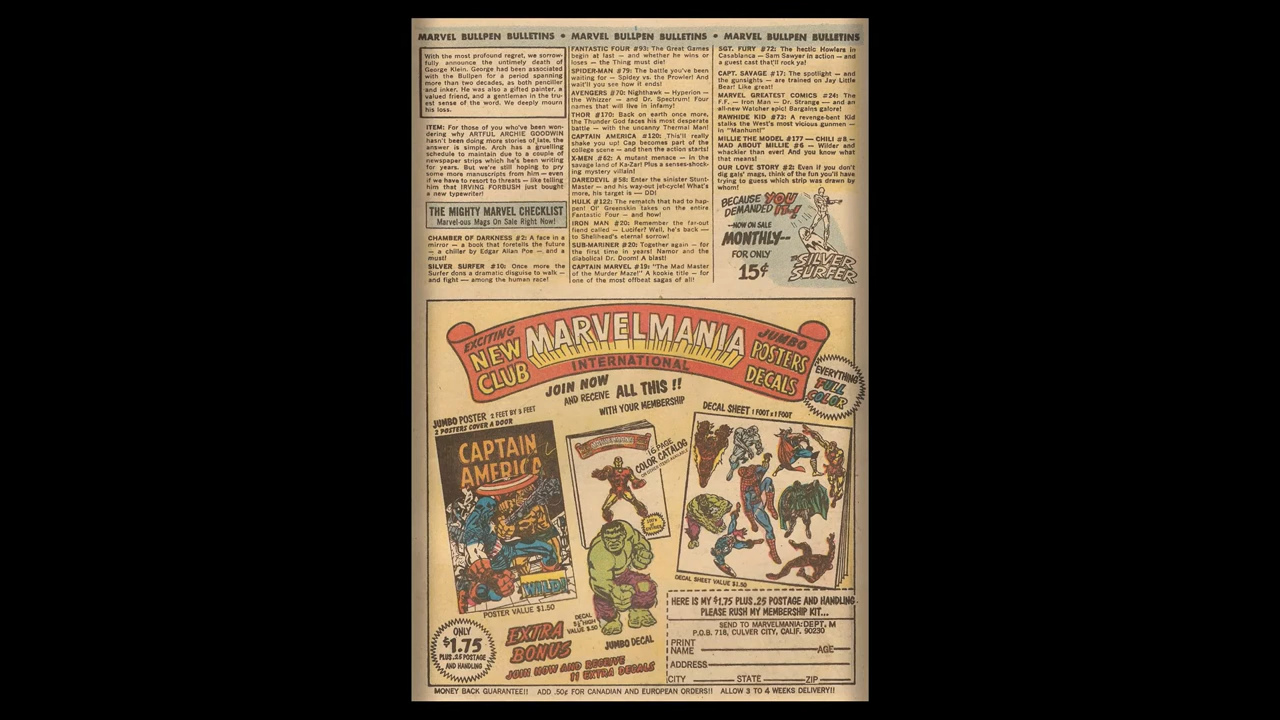 MARVEL BULLPEN BULLETINS • MARVEL BULLPEN BULLETINS • MARVEL BULLPEN BULLETINS
With the most profound regret, we sorrow-
fully announce the untimely death of
George Klein. George had been associated
with the Bullpen for a period spanning
more than two decades, as both penciller
and inker. He was also a gifted painter, a
valued friend, and a gentleman in the tru-
est sense of the word. We deeply mourn
his loss.
ITEM: For those of you who've been won-
dering why ARTFUL ARCHIE GOODWIN
hasn't been doing more stories of late, the
answer is simple. Arch has a gruelling
schedule to maintain due to a couple of
newspaper strips which he's been writing
for years. But we're still hoping to pry
some more manuscripts from him — even
if we have to resort to threats — like telling
him that IRVING FORBUSH just bought
a new typewriter!
THE MIGHTY MARVEL CHECKLIST
Marvel-ous Mags On Sale Right Now!
CHAMBER OF DARKNESS #2: A face in a
mirror — a book that foretells the future
— a chiller by Edgar Allan Poe — and a
must!
SILVER SURFER #10: Once more the
Surfer dons a dramatic disguise to walk —
and fight — among the human race!
FANTASTIC FOUR #93: The Great Games
begin at last — and whether he wins or
loses — the Thing must die!
SPIDER-MAN #79: The battle you've been
waiting for — Spidey vs. the Prowler! And
wait'll you see how it ends!
AVENGERS #70: Nighthawk — Hyperion —
the Whizzer — and Dr. Spectrum! Four
names that will live in infamy!
THOR #170: Back on earth once more,
the Thunder God faces his most desperate
battle — with the uncanny Thermal Man!
CAPTAIN AMERICA #120: This'll really
shake you up! Cap becomes part of the
college scene — and then the action starts!
X-MEN #62: A mutant menace — in the
savage land of Ka-Zar! Plus a senses-shock-
ing mystery villain!
DAREDEVIL #58: Enter the sinister Stunt-
Master — and his way-out jet-cycle! What's
more, his target is — DD!
HULK #122: The rematch that had to hap-
pen! Ol' Greenskin takes on the entire
Fantastic Four — and how!
IRON MAN #20: Remember the far-out
fiend called — Lucifer? Well, he's back —
to Shellhead's eternal sorrow!
SUB-MARINER #20: Together again — for
the first time in years! Namor and the
diabolical Dr. Doom! A blast!
CAPTAIN MARVEL #19: "The Mad Master
of the Murder Maze!" A kookie title — for
one of the most offbeat sagas of all!
SGT. FURY #72: The hectic Howlers in
Casablanca — Sam Sawyer in action — and
a guest cast that'll rock ya!
CAPT. SAVAGE #17: The spotlight — and
the gunsights — are trained on Jay Little
Bear! Like great!
MARVEL GREATEST COMICS #24: The
F.F. — Iron Man — Dr. Strange — and an
all-new Watcher epic! Bargains galore!
RAWHIDE KID #73: A revenge-bent Kid
stalks the West's most vicious gunmen —
in "Manhunt!"
MILLIE THE MODEL #177 — CHILI #8 —
MAD ABOUT MILLIE #6 — Wilder and
whackier than ever! And you know what
that means!
OUR LOVE STORY #2: Even if you don't
dig gals' mags, think of the fun you'll have
trying to guess which strip was drawn by
whom!
BECAUSE YOU
DEMANDED IT!
—NOW ON SALE
MONTHLY—
FOR ONLY
15¢
THE SILVER
SURFER
EXCITING
NEW
CLUB
MARVELMANIA
INTERNATIONAL
JUMBO
POSTERS
DECALS
EVERYTHING
FULL
COLOR
JOIN NOW
AND RECEIVE ALL THIS !!
WITH YOUR MEMBERSHIP
JUMBO POSTER 2 FEET BY 3 FEET
2 POSTERS COVER A DOOR
CAPTAIN
AMERICA
WILD!
POSTER VALUE $1.50
MARVELMANIA
16 PAGE
COLOR CATALOG
DECAL SHEET 1 FOOT x 1 FOOT
DECAL SHEET VALUE $1.50
ONLY
$1.75
PLUS .25 POSTAGE
AND HANDLING
EXTRA
BONUS
JOIN NOW AND RECEIVE
11 EXTRA DECALS
DECAL
HIGH
VALUE $.50
JUMBO DECAL
HERE IS MY $1.75 PLUS .25 POSTAGE AND HANDLING
PLEASE RUSH MY MEMBERSHIP KIT...
SEND TO MARVELMANIA: DEPT. M
P.O.B. 718, CULVER CITY, CALIF. 90230
PRINT
NAME AGE
ADDRESS
CITY STATE ZIP
MONEY BACK GUARANTEE!! ADD .50¢ FOR CANADIAN AND EUROPEAN ORDERS!! ALLOW 3 TO 4 WEEKS DELIVERY!!